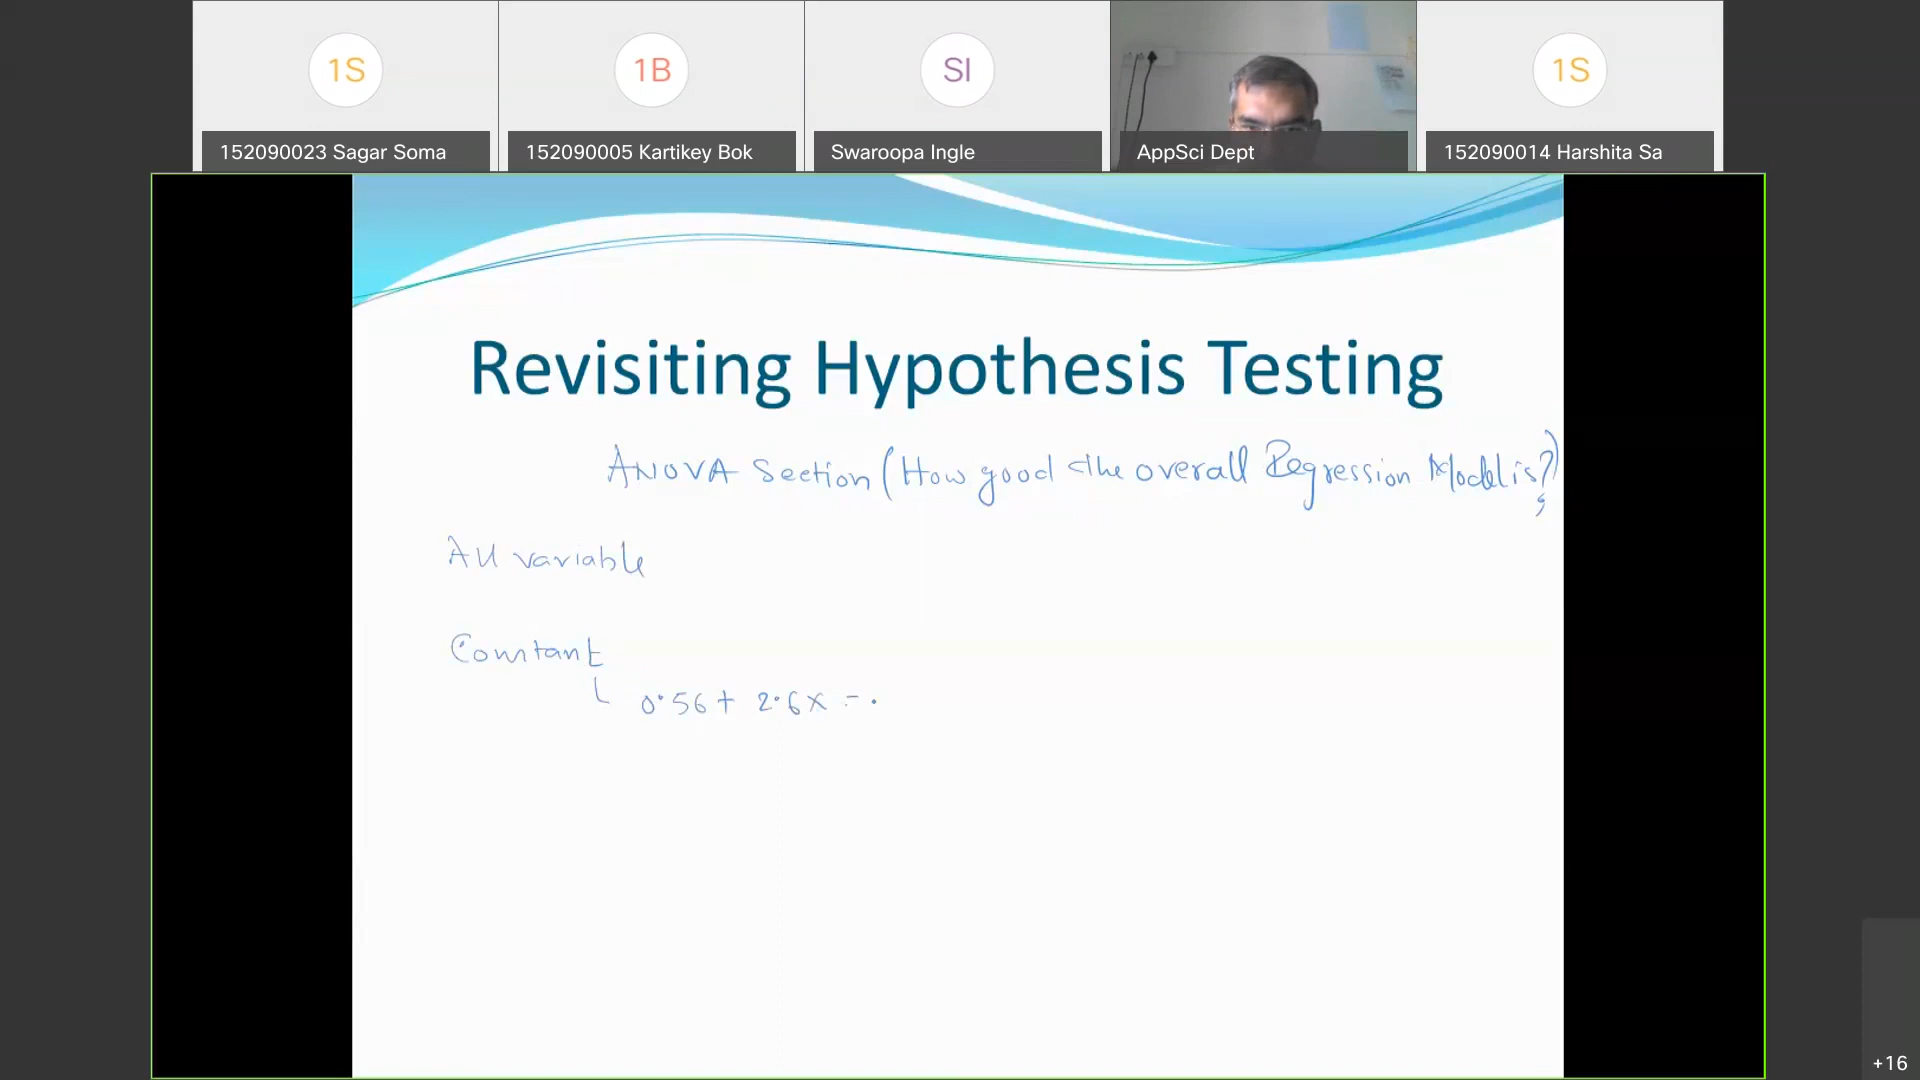 1S
1B
SI
1S
152090023 Sagar Soma
152090005 Kartikey Bok
Swaroopa Ingle
AppSci Dept
152090014 Harshita Sa
Revisiting Hypothesis Testing
ANOVA Section (How good the overall Regression Model is?)
All variable
Constant
0.56 + 2.6x = .
+16